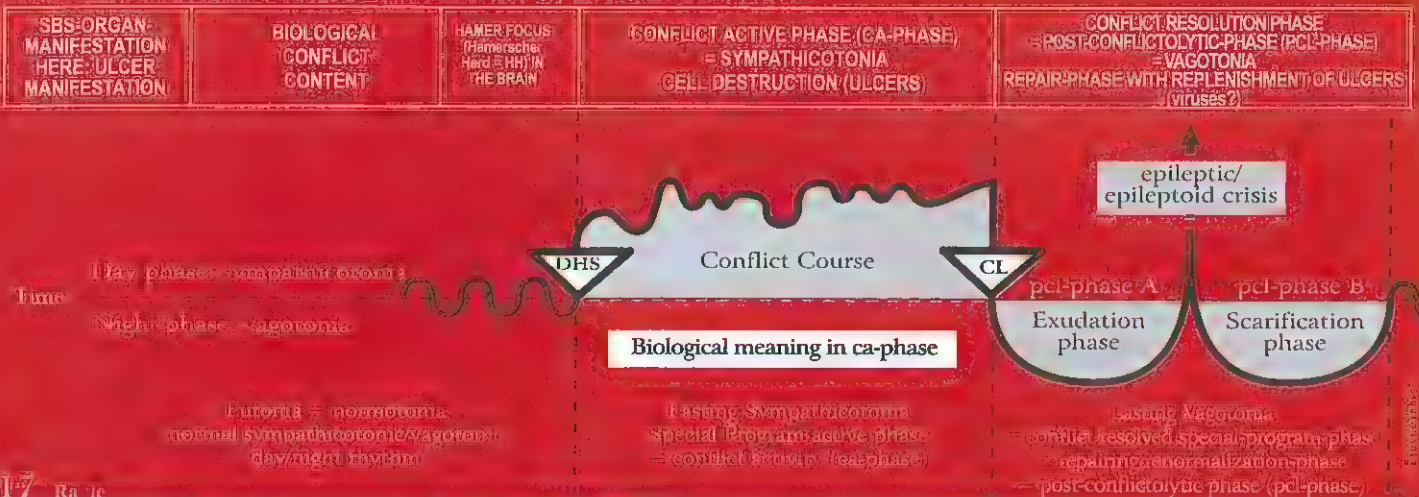 SBS-ORGAN-
MANIFESTATION
HERE: ULCER
MANIFESTATION
BIOLOGICAL
CONFLICT
CONTENT
HAMER FOCUS
(Hamerscher
Herd = HH) IN
THE BRAIN
CONFLICT ACTIVE PHASE (CA-PHASE)
= SYMPATHICOTONIA
CELL DESTRUCTION (ULCERS)
CONFLICT RESOLUTION PHASE
= POST-CONFLICTOLYTIC-PHASE (PCL-PHASE)
= VAGOTONIA
REPAIR-PHASE WITH REPLENISHMENT OF ULCERS
(viruses?)
epileptic/
epileptoid crisis
DHS
Conflict Course
CL
Time
Day phase: sympathicotonia
Night phase: vagotonia
pcl-phase A
pcl-phase B
Exudation
phase
Scarification
phase
Biological meaning in ca-phase
Eutonia = normotonia
normal sympathicotonic/vagotonic
day/night rhythm
Lasting Sympathicotonia
Special Program active phase
= conflict activity (ca-phase)
Lasting Vagotonia
conflict resolved special program phas
repairing renormalization phase
= post-conflictolytic phase (pcl-phase)